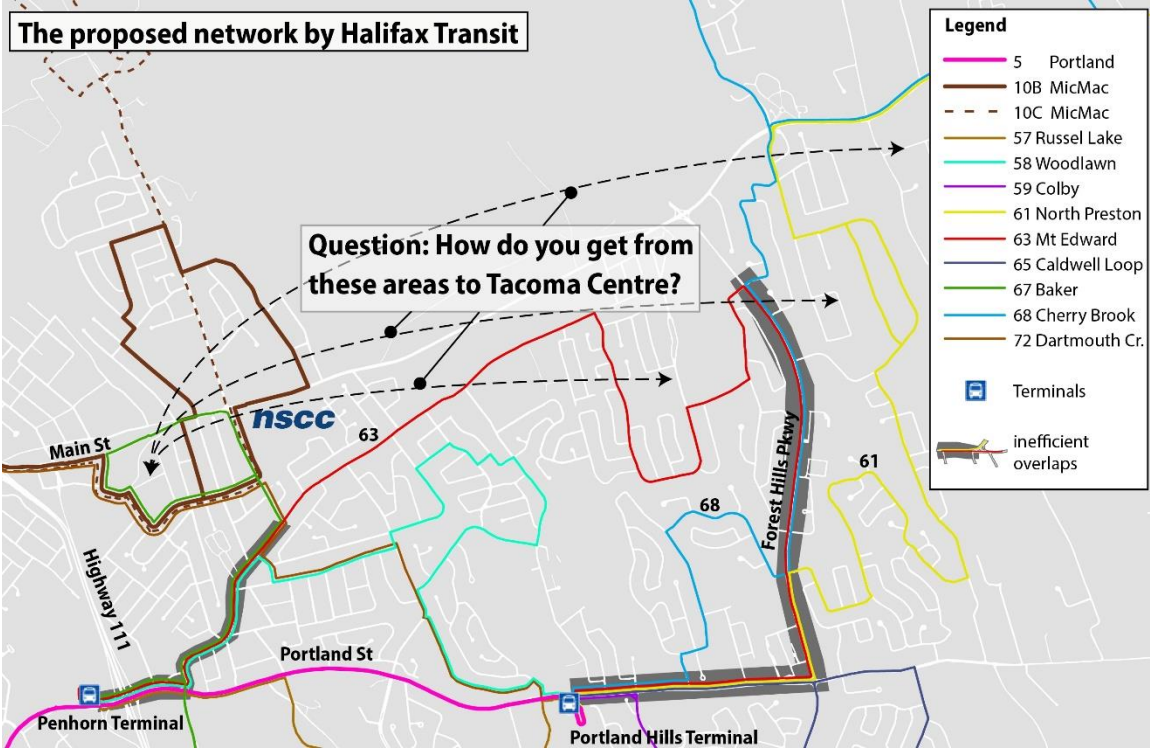 The proposed network by Halifax Transit
Legend
5 Portland
10B MicMac
10C MicMac
57 Russel Lake
58 Woodlawn
59 Colby
61 North Preston
63 Mt Edward
65 Caldwell Loop
67 Baker
68 Cherry Brook
72 Dartmouth Cr.
Terminals
inefficient
overlaps
Question: How do you get from
these areas to Tacoma Centre?
nscc
63
Main St
61
68
Forest Hills Pkwy
Highway 111
Portland St
Penhorn Terminal
Portland Hills Terminal